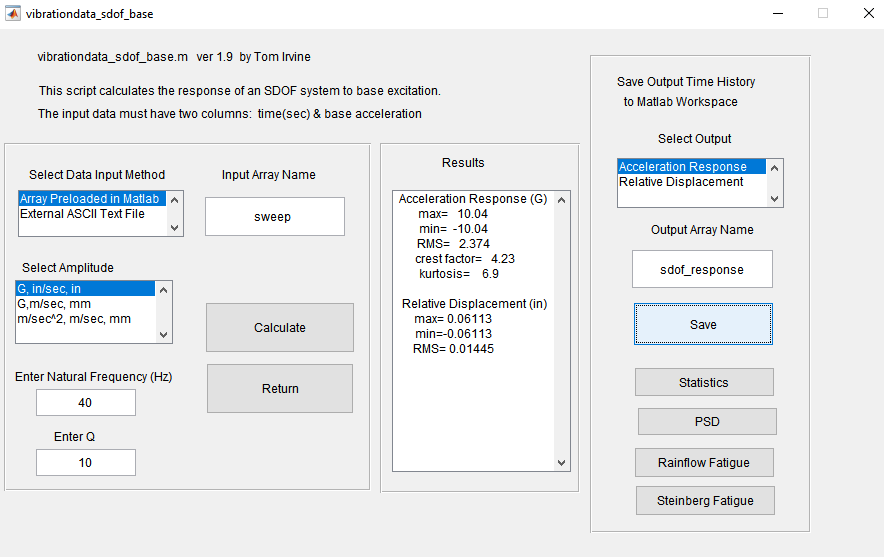 vibrationdata_sdof_base
vibrationdata_sdof_base.m ver 1.9 by Tom Irvine
This script calculates the response of an SDOF system to base excitation.
The input data must have two columns: time(sec) & base acceleration
Select Data Input Method
Array Preloaded in Matlab
External ASCII Text File
Input Array Name
sweep
Select Amplitude
G, in/sec, in
G,m/sec, mm
m/sec^2, m/sec, mm
Calculate
Enter Natural Frequency (Hz)
40
Return
Enter Q
10
Results
Acceleration Response (G)
max= 10.04
min= -10.04
RMS= 2.374
crest factor= 4.23
kurtosis= 6.9
Relative Displacement (in)
max= 0.06113
min=-0.06113
RMS= 0.01445
Save Output Time History
to Matlab Workspace
Select Output
Acceleration Response
Relative Displacement
Output Array Name
sdof_response
Save
Statistics
PSD
Rainflow Fatigue
Steinberg Fatigue